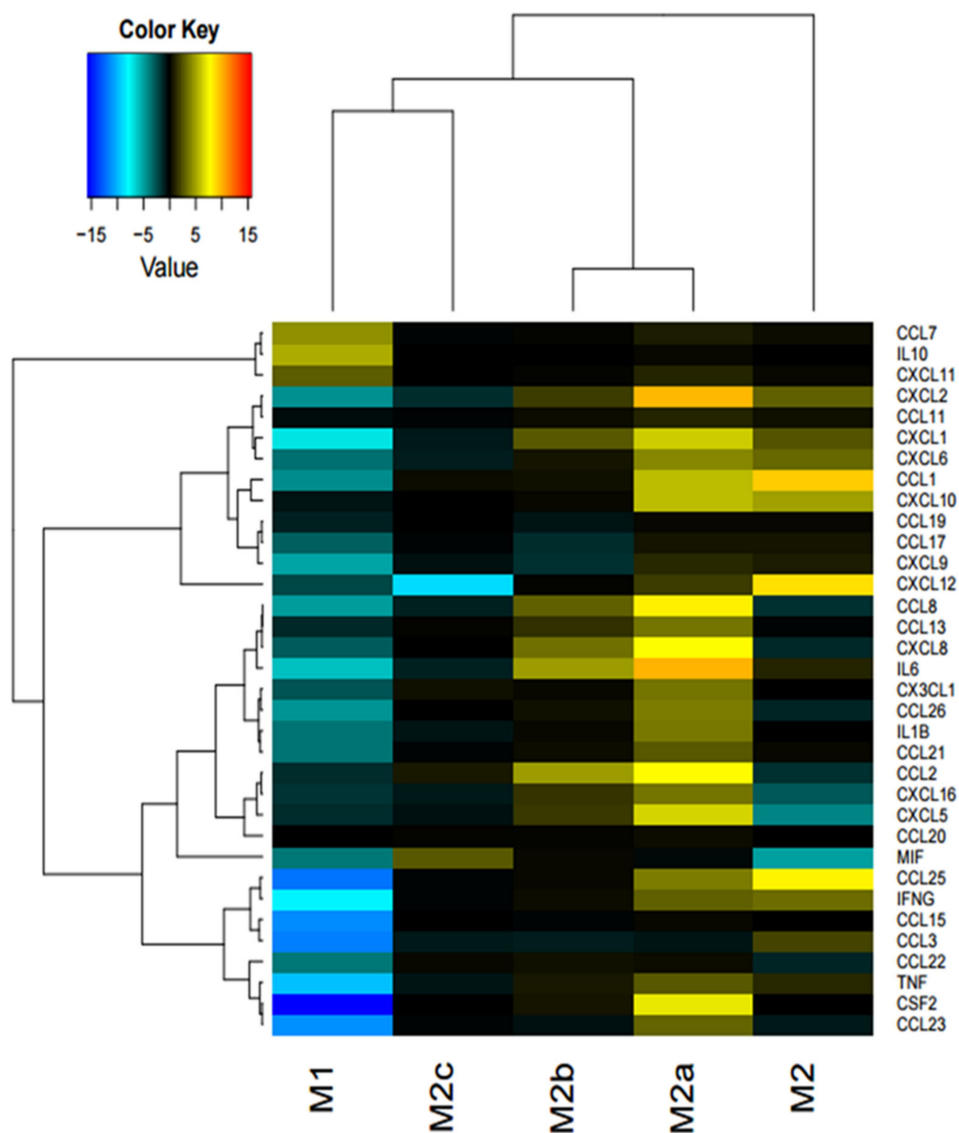 Color Key
−15 −5 5 15
Value
CCL7
IL10
CXCL11
CXCL2
CCL11
CXCL1
CXCL6
CCL1
CXCL10
CCL19
CCL17
CXCL9
CXCL12
CCL8
CCL13
CXCL8
IL6
CX3CL1
CCL26
IL1B
CCL21
CCL2
CXCL16
CXCL5
CCL20
MIF
CCL25
IFNG
CCL15
CCL3
CCL22
TNF
CSF2
CCL23
M1 M2c M2b M2a M2